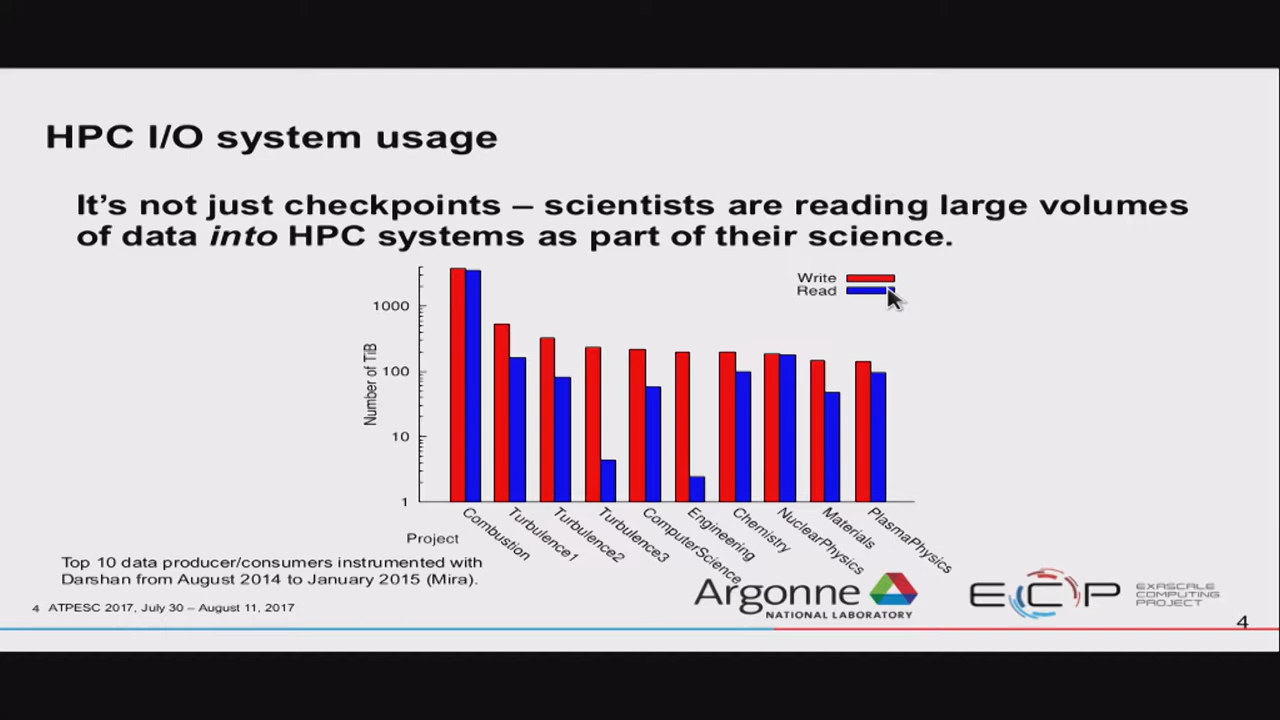 HPC I/O system usage
It's not just checkpoints – scientists are reading large volumes
of data into HPC systems as part of their science.
Write
Read
1000
100
10
1
Number of TiB
Combustion
Turbulence1
Turbulence2
Turbulence3
ComputerScience
Engineering
Chemistry
NuclearPhysics
Materials
PlasmaPhysics
Project
Top 10 data producer/consumers instrumented with
Darshan from August 2014 to January 2015 (Mira).
4 ATPESC 2017, July 30 – August 11, 2017
Argonne
NATIONAL LABORATORY
ECP
EXASCALE
COMPUTING
PROJECT
4